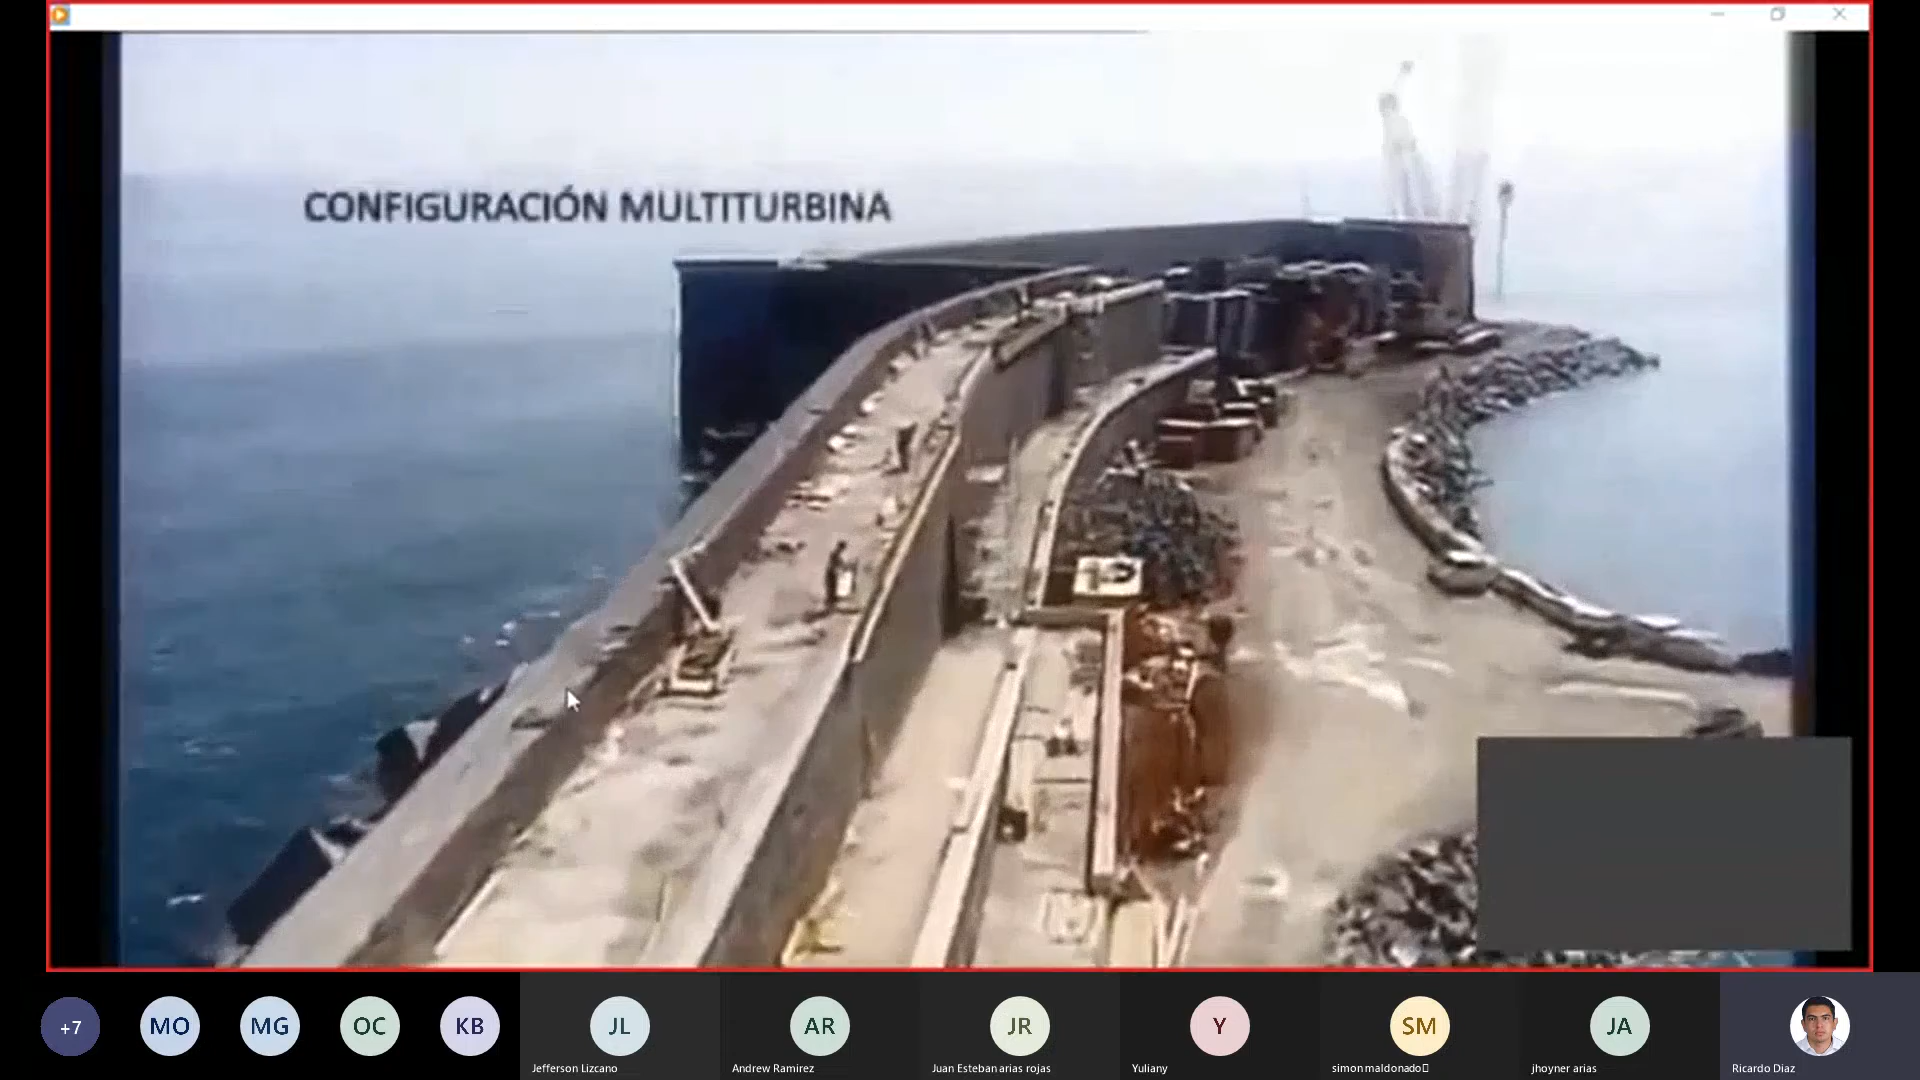 CONFIGURACIÓN MULTITURBINA
+7
MO
MG
OC
KB
JL
AR
JR
Y
SM
JA
Jefferson Lizcano
Andrew Ramirez
Juan Esteban arias rojas
Yuliany
simon maldonado
jhoyner arias
Ricardo Diaz